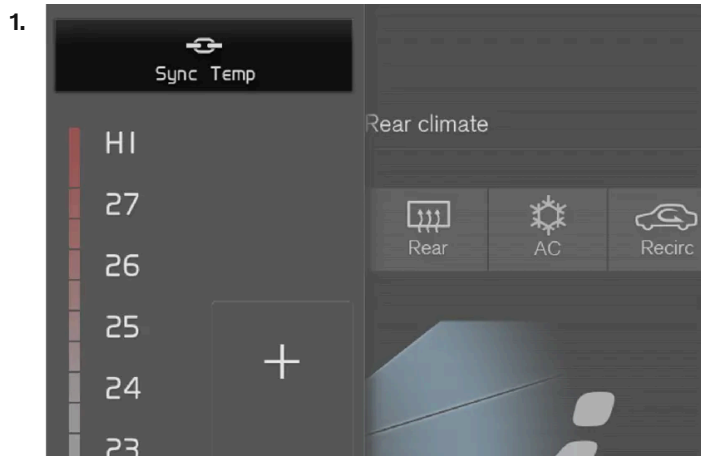 1.
Sync Temp
Rear climate
HI
27
Rear AC Recirc
26
25
+
24
23